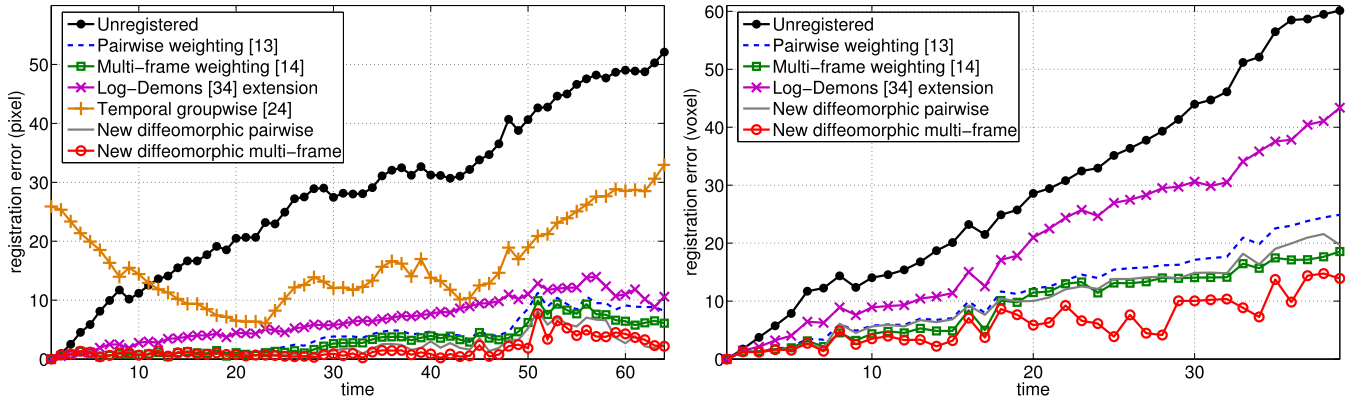 registration error (pixel)
50
40
30
20
10
0
Unregistered
Pairwise weighting [13]
Multi−frame weighting [14]
Log−Demons [34] extension
Temporal groupwise [24]
New diffeomorphic pairwise
New diffeomorphic multi−frame
10 20 30 40 50 60
time
registration error (voxel)
60
50
40
30
20
10
0
Unregistered
Pairwise weighting [13]
Multi−frame weighting [14]
Log−Demons [34] extension
New diffeomorphic pairwise
New diffeomorphic multi−frame
10 20 30
time